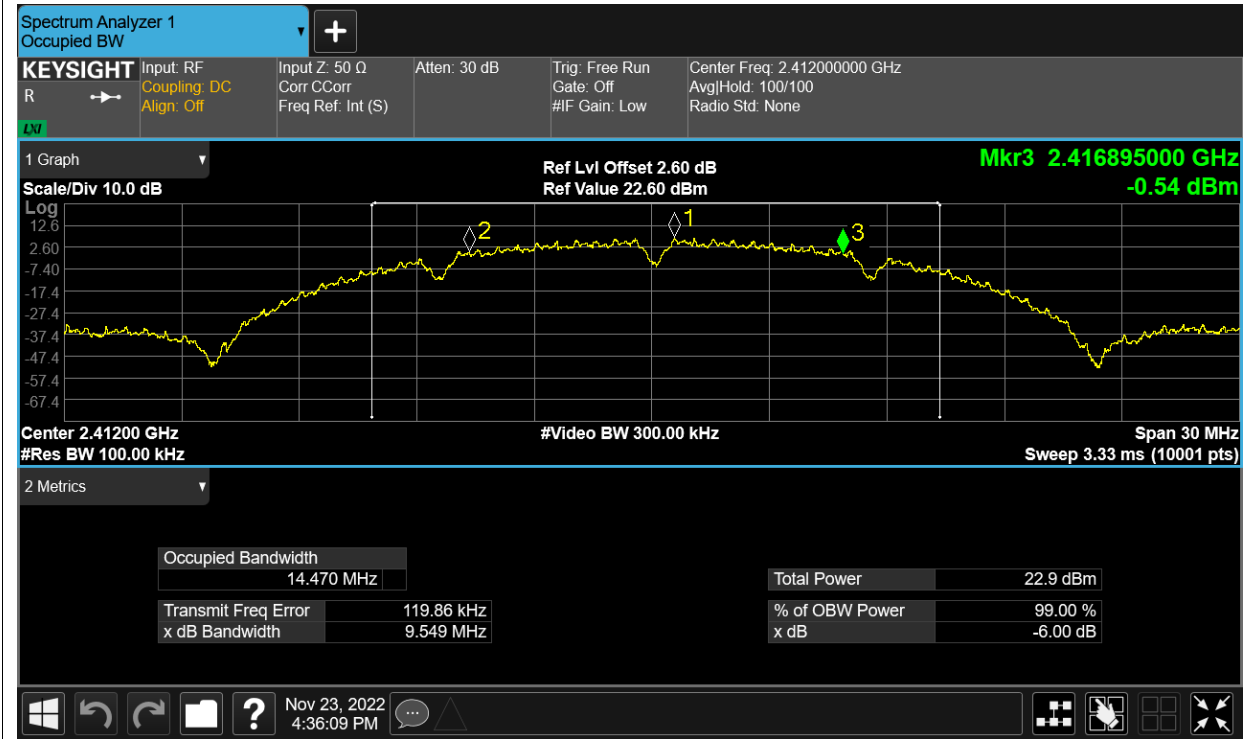 Spectrum Analyzer 1
Occupied BW
+
KEYSIGHT
R
LXI
Input: RF
Coupling: DC
Align: Off
Input Z: 50 Ω
Corr CCorr
Freq Ref: Int (S)
Atten: 30 dB
Trig: Free Run
Gate: Off
#IF Gain: Low
Center Freq: 2.412000000 GHz
Avg|Hold: 100/100
Radio Std: None
1 Graph
Scale/Div 10.0 dB
Ref Lvl Offset 2.60 dB
Ref Value 22.60 dBm
Mkr3 2.416895000 GHz
-0.54 dBm
Log
12.6
2.60
-7.40
-17.4
-27.4
-37.4
-47.4
-57.4
-67.4
2
1
3
Center 2.41200 GHz
#Res BW 100.00 kHz
#Video BW 300.00 kHz
Span 30 MHz
Sweep 3.33 ms (10001 pts)
2 Metrics
Occupied Bandwidth
14.470 MHz
Transmit Freq Error 119.86 kHz
x dB Bandwidth 9.549 MHz
Total Power 22.9 dBm
% of OBW Power 99.00 %
x dB -6.00 dB
?
Nov 23, 2022
4:36:09 PM